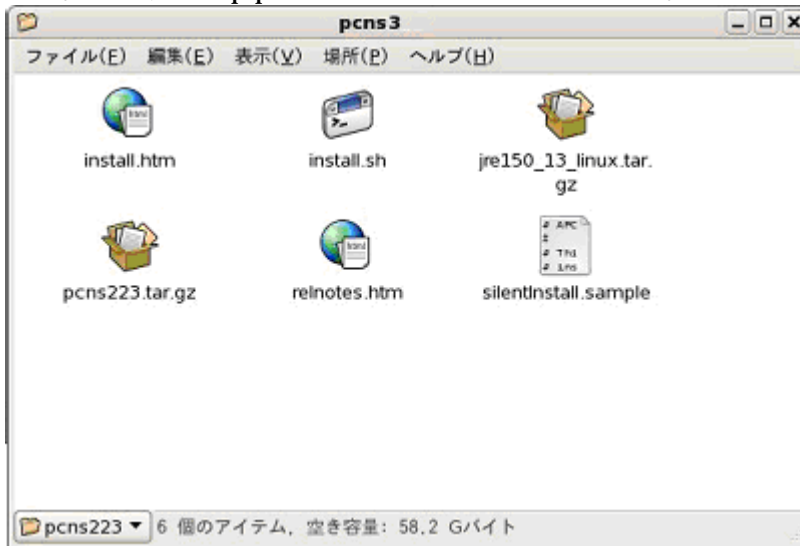 pcns3
ファイル(F) 編集(E) 表示(V) 場所(P) ヘルプ(H)
install.htm
install.sh
jre150_13_linux.tar.
gz
pcns223.tar.gz
relnotes.htm
silentInstall.sample
pcns223
6 個のアイテム, 空き容量: 58.2 Gバイト